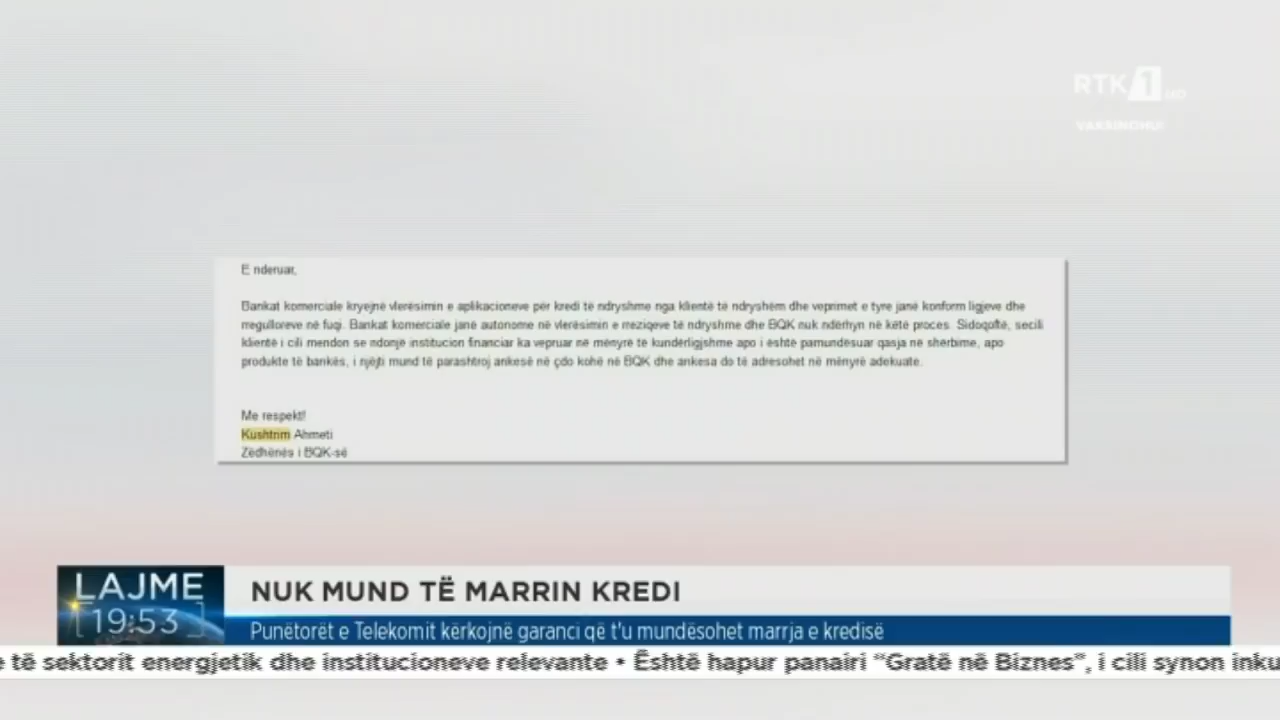 RTK 1 HD
VAKSINOHU!
E nderuar,
Bankat komerciale kryejnë vlerësimin e aplikacioneve për kredi të ndryshme nga klientë të ndryshëm dhe veprimet e tyre janë konform ligjeve dhe
rregulloreve në fuqi. Bankat komerciale janë autonome në vlerësimin e rreziqeve të ndryshme dhe BQK nuk ndërhyn në këtë proces. Sidoqoftë, secili
klientë i cili mendon se ndonjë institucion financiar ka vepruar në mënyrë të kundërligjshme apo i është pamundësuar qasja në shërbime, apo
produkte të bankës, i njëjti mund të parashtroj ankesë në çdo kohë në BQK dhe ankesa do të adresohet në mënyrë adekuate.
Me respekt!
Kushtrim Ahmeti
Zëdhënës i BQK-së
LAJME
19:53
NUK MUND TË MARRIN KREDI
Punëtorët e Telekomit kërkojnë garanci që t'u mundësohet marrja e kredisë
e të sektorit energjetik dhe institucioneve relevante • Është hapur panairi "Gratë në Biznes", i cili synon inku